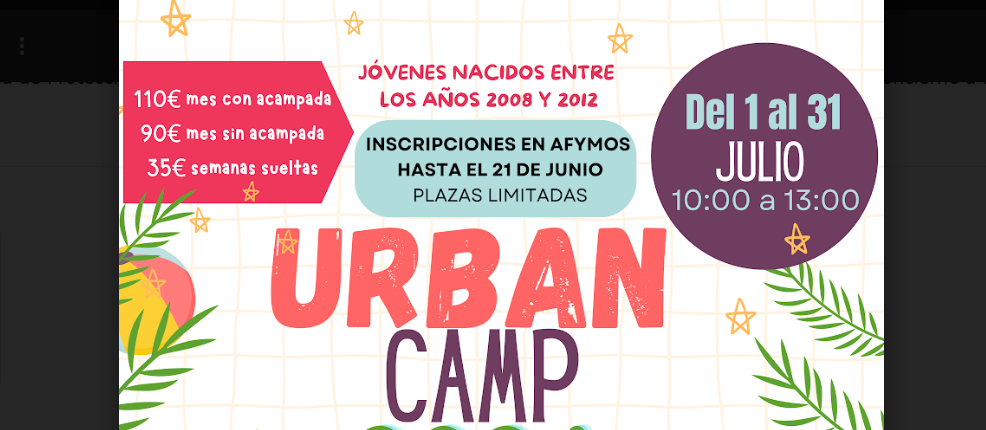 110€ mes con acampada
90€ mes sin acampada
35€ semanas sueltas
JÓVENES NACIDOS ENTRE
LOS AÑOS 2008 Y 2012
INSCRIPCIONES EN AFYMOS
HASTA EL 21 DE JUNIO
PLAZAS LIMITADAS
Del 1 al 31
JULIO
10:00 a 13:00
URBAN
CAMP